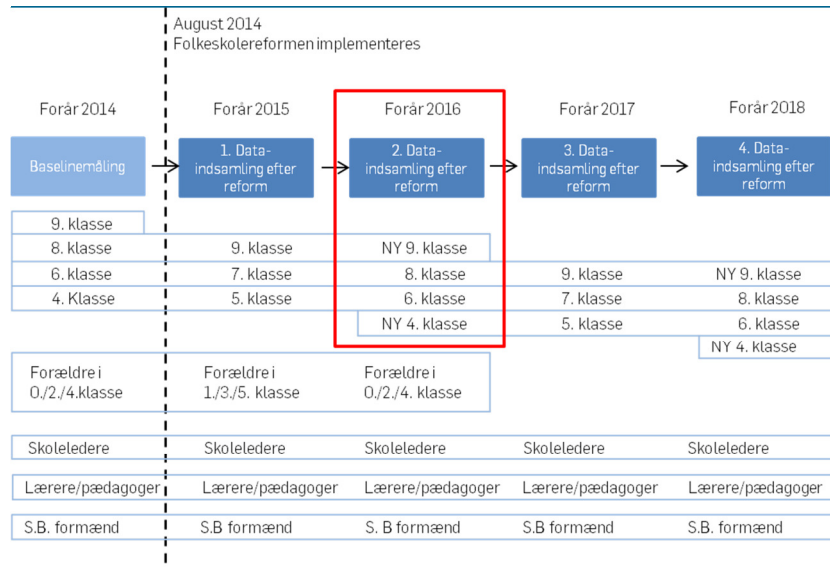 August 2014
Folkeskolereformen implementeres
Forår 2014
Forår 2015
Forår 2016
Forår 2017
Forår 2018
Baselinemåling
1. Data-
indsamling efter
reform
2. Data-
indsamling efter
reform
3. Data-
indsamling efter
reform
4. Data-
indsamling efter
reform
9. klasse
8. klasse
9. klasse
NY 9. klasse
6. klasse
7. klasse
8. klasse
9. klasse
NY 9. klasse
4. Klasse
5. klasse
6. klasse
7. klasse
8. klasse
NY 4. klasse
5. klasse
6. klasse
NY 4. klasse
Forældre i
0./2./4.klasse
Forældre i
1./3./5. klasse
Forældre i
0./2./4. klasse
Skoleledere
Skoleledere
Skoleledere
Skoleledere
Skoleledere
Lærere/pædagoger
Lærere/pædagoger
Lærere/pædagoger
Lærere/pædagoger
Lærere/pædagoger
S.B. formænd
S.B formænd
S. B formænd
S.B formænd
S.B. formænd